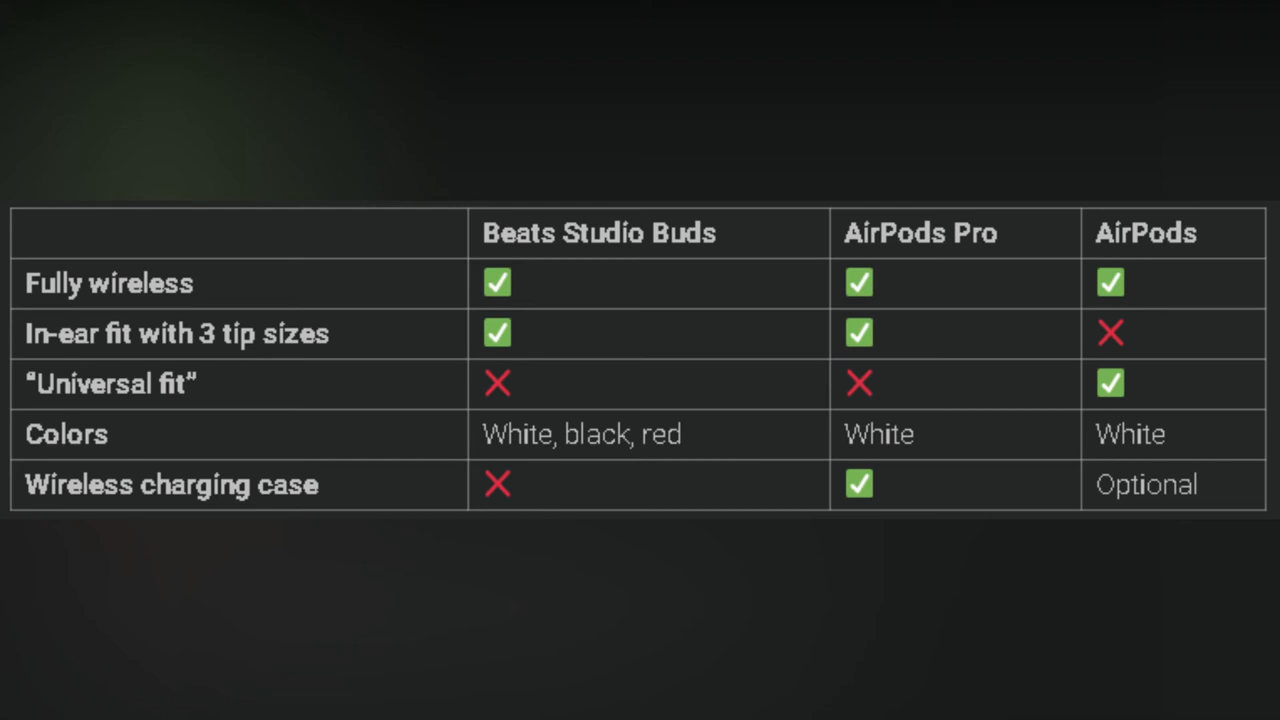 Beats Studio Buds AirPods Pro AirPods
Fully wireless ✅ ✅ ✅
In-ear fit with 3 tip sizes ✅ ✅ ❌
“Universal fit” ❌ ❌ ✅
Colors White, black, red White White
Wireless charging case ❌ ✅ Optional